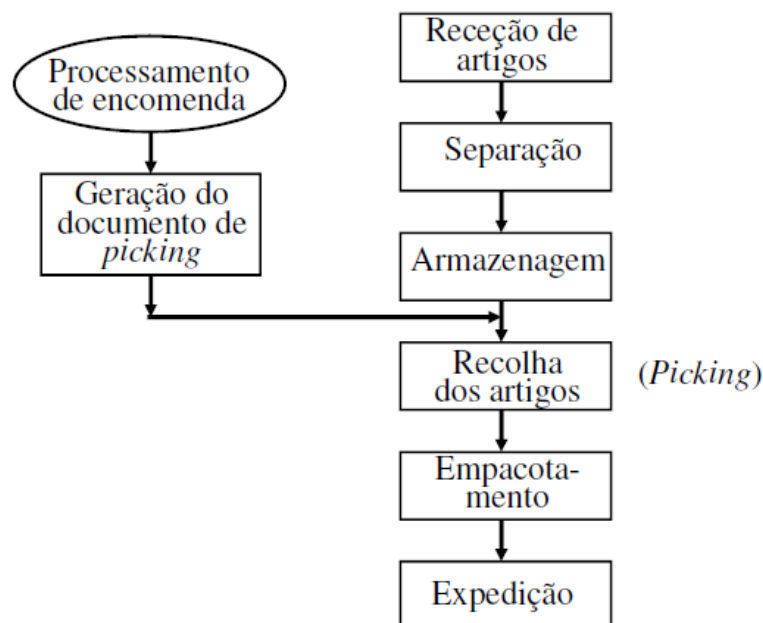 Processamento
de encomenda
Geração do
documento de
picking
Receção de
artigos
Separação
Armazenagem
Recolha
dos artigos
(Picking)
Empacota-
mento
Expedição